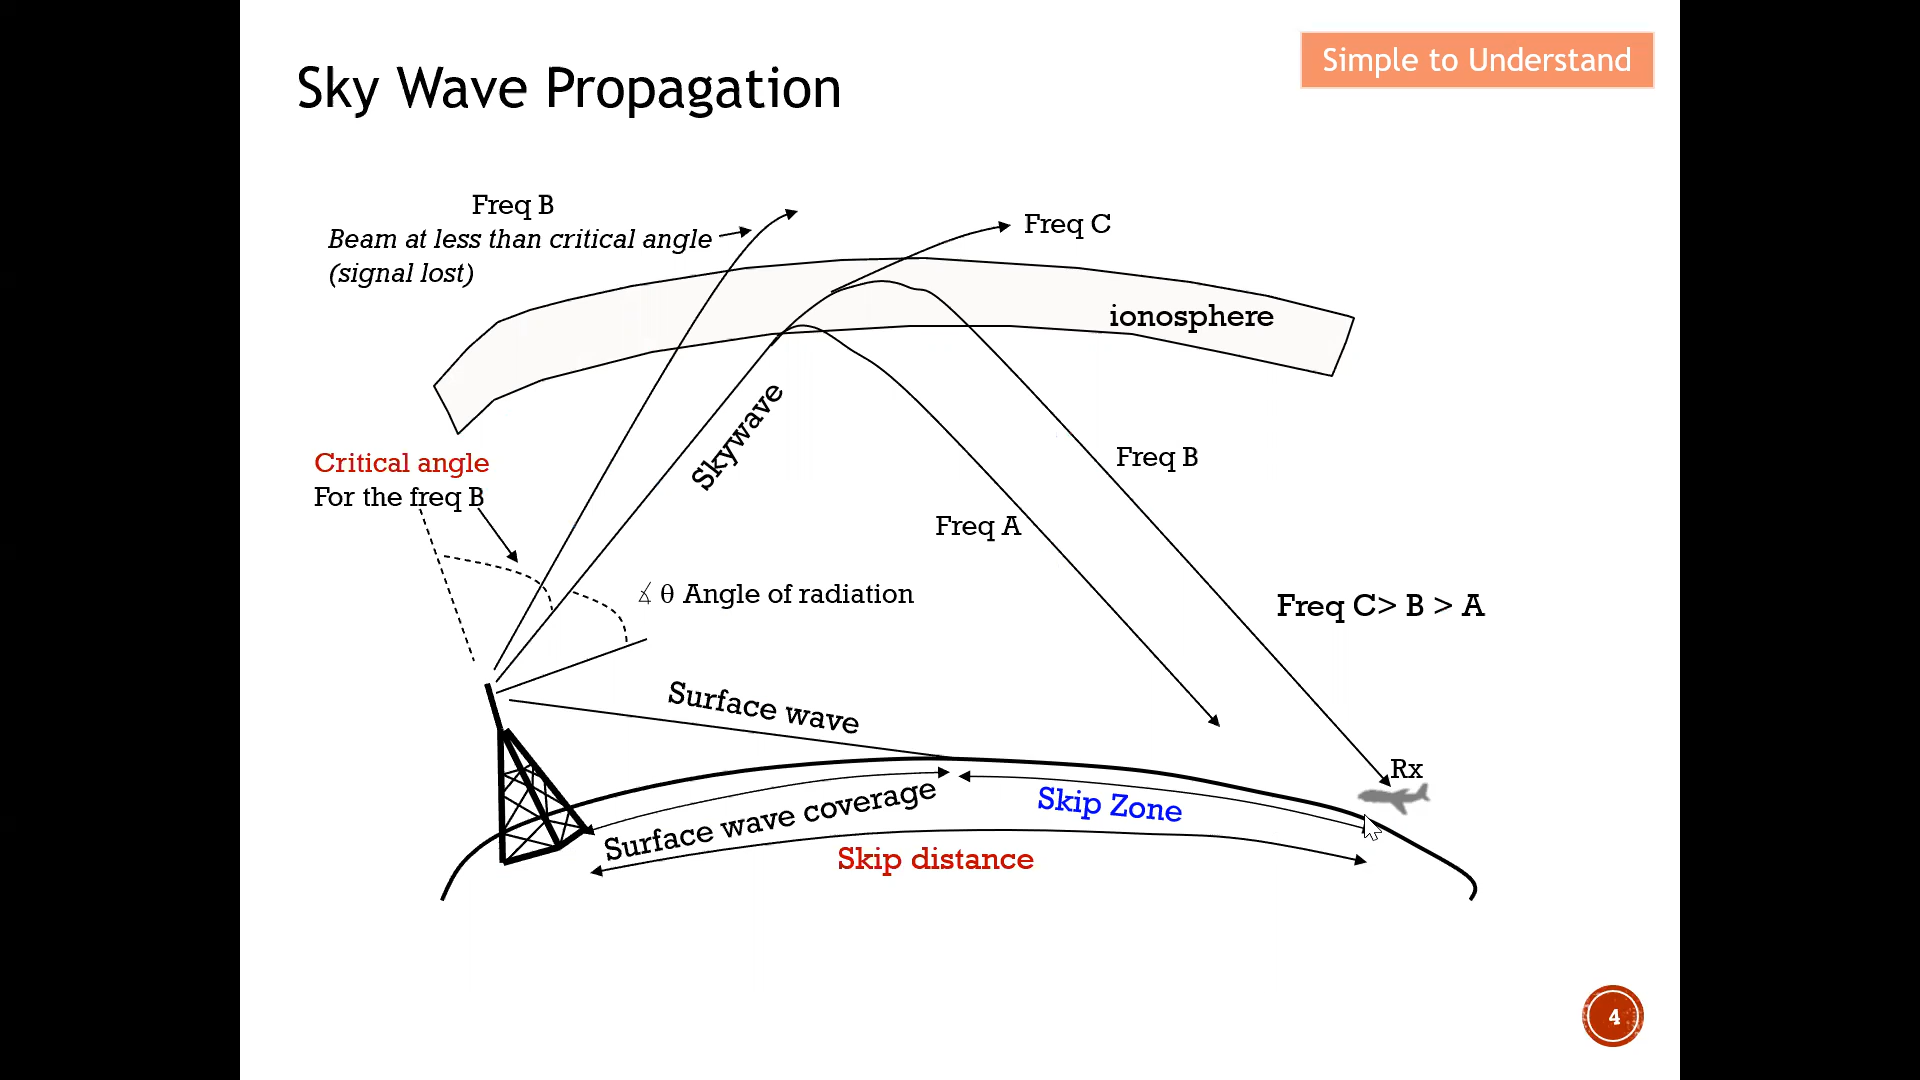 Simple to Understand
Sky Wave Propagation
Freq B
Beam at less than critical angle
(signal lost)
Freq C
ionosphere
Skywave
Critical angle
For the freq B
Freq B
Freq A
∡ θ Angle of radiation
Freq C> B > A
Surface wave
Rx
Surface wave coverage
Skip Zone
Skip distance
4